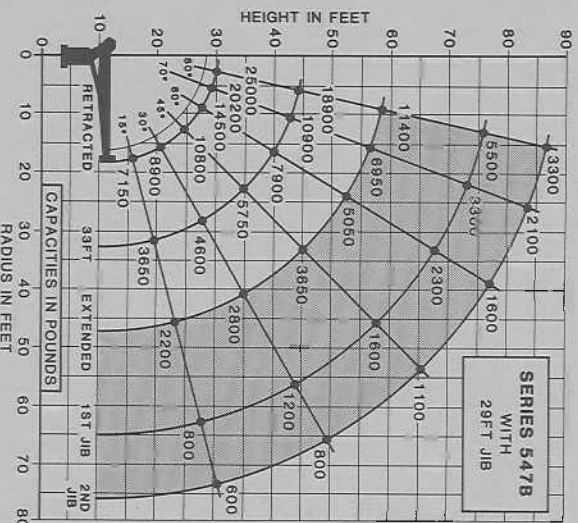 HEIGHT IN FEET
0 10 20 30 40 50 60 70 80 90
SERIES 547B
WITH
29FT JIB
25000 18900 11400 5500 3300
20200 10900 6950 2100
14500 7900 5050 2300 1600
10800 5750 3650 1600 1100
8900 4600 2800 1200 800
7150 3650 2200 800 600
80°
70°
60°
45°
30°
15°
RETRACTED
33FT
EXTENDED
1ST JIB
2ND
JIB
CAPACITIES IN POUNDS
0 10 20 30 40 50 60 70 80
RADIUS IN FEET